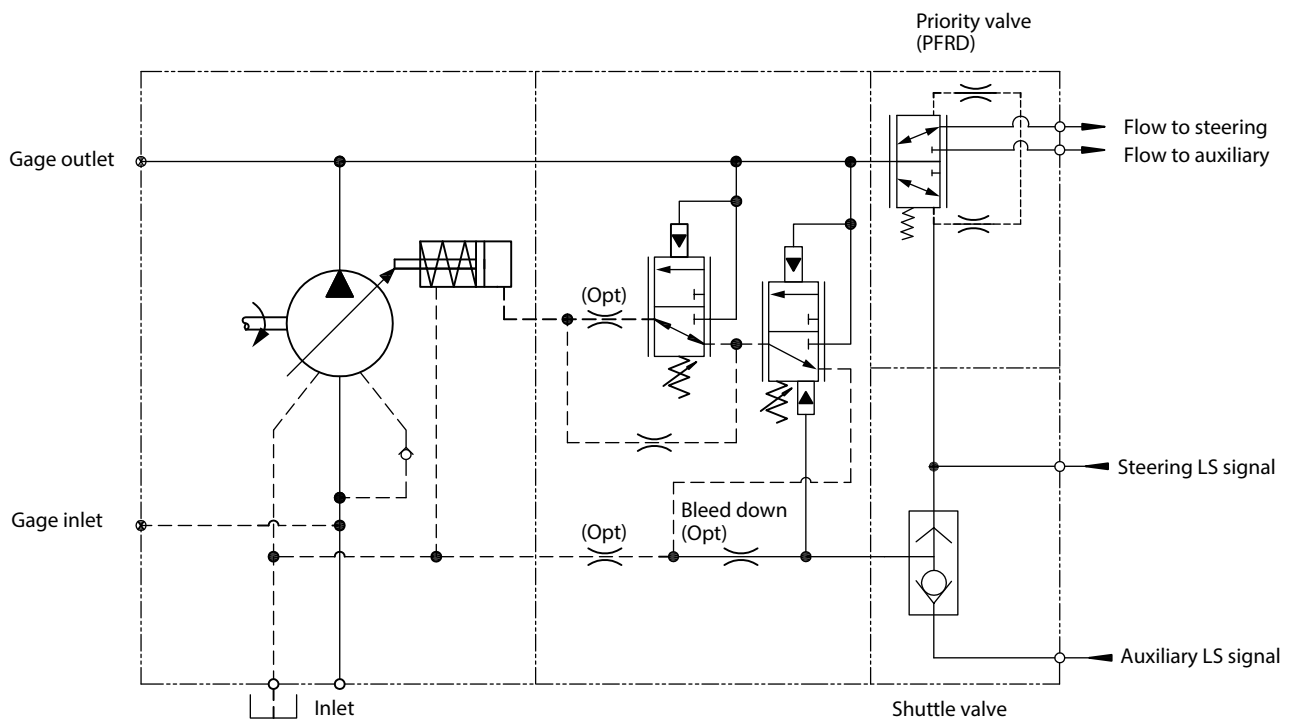 Priority valve
(PFRD)
Flow to steering
Gage outlet
Flow to auxiliary
(Opt)
Steering LS signal
Gage inlet
Bleed down
(Opt)
(Opt)
Auxiliary LS signal
Inlet
Shuttle valve